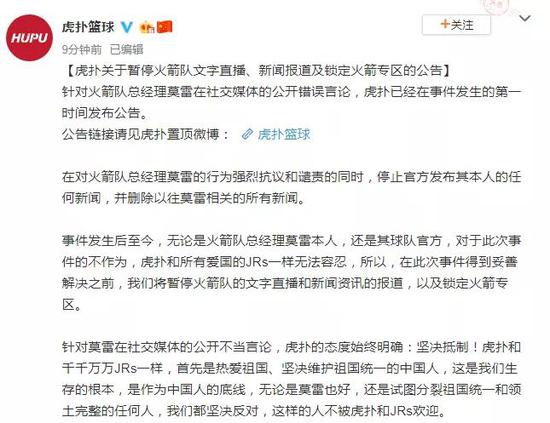 HUPU
虎扑篮球
9分钟前 已编辑
+关注
【虎扑关于暂停火箭队文字直播、新闻报道及锁定火箭专区的公告】
针对火箭队总经理莫雷在社交媒体的公开错误言论，虎扑已经在事件发生的第一
时间发布公告。
公告链接请见虎扑置顶微博： 虎扑篮球
在对火箭队总经理莫雷的行为强烈抗议和谴责的同时，停止官方发布其本人的任
何新闻，并删除以往莫雷相关的所有新闻。
事件发生后至今，无论是火箭队总经理莫雷本人，还是其球队官方，对于此次事
件的不作为，虎扑和所有爱国的JRs一样无法容忍，所以，在此次事件得到妥善
解决之前，我们将暂停火箭队的文字直播和新闻资讯的报道，以及锁定火箭专
区。
针对莫雷在社交媒体的公开不当言论，虎扑的态度始终明确：坚决抵制！虎扑和
千千万万JRs一样，首先是热爱祖国、坚决维护祖国统一的中国人，这是我们生
存的根本，是作为中国人的底线，无论是莫雷也好，还是试图分裂祖国统一和领
土完整的任何人，我们都坚决反对，这样的人不被虎扑和JRs欢迎。